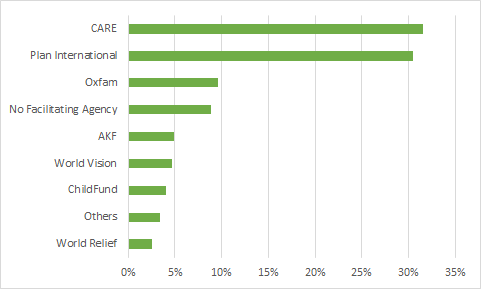 CARE
Plan International
Oxfam
No Facilitating Agency
AKF
World Vision
ChildFund
Others
World Relief
0% 5% 10% 15% 20% 25% 30% 35%